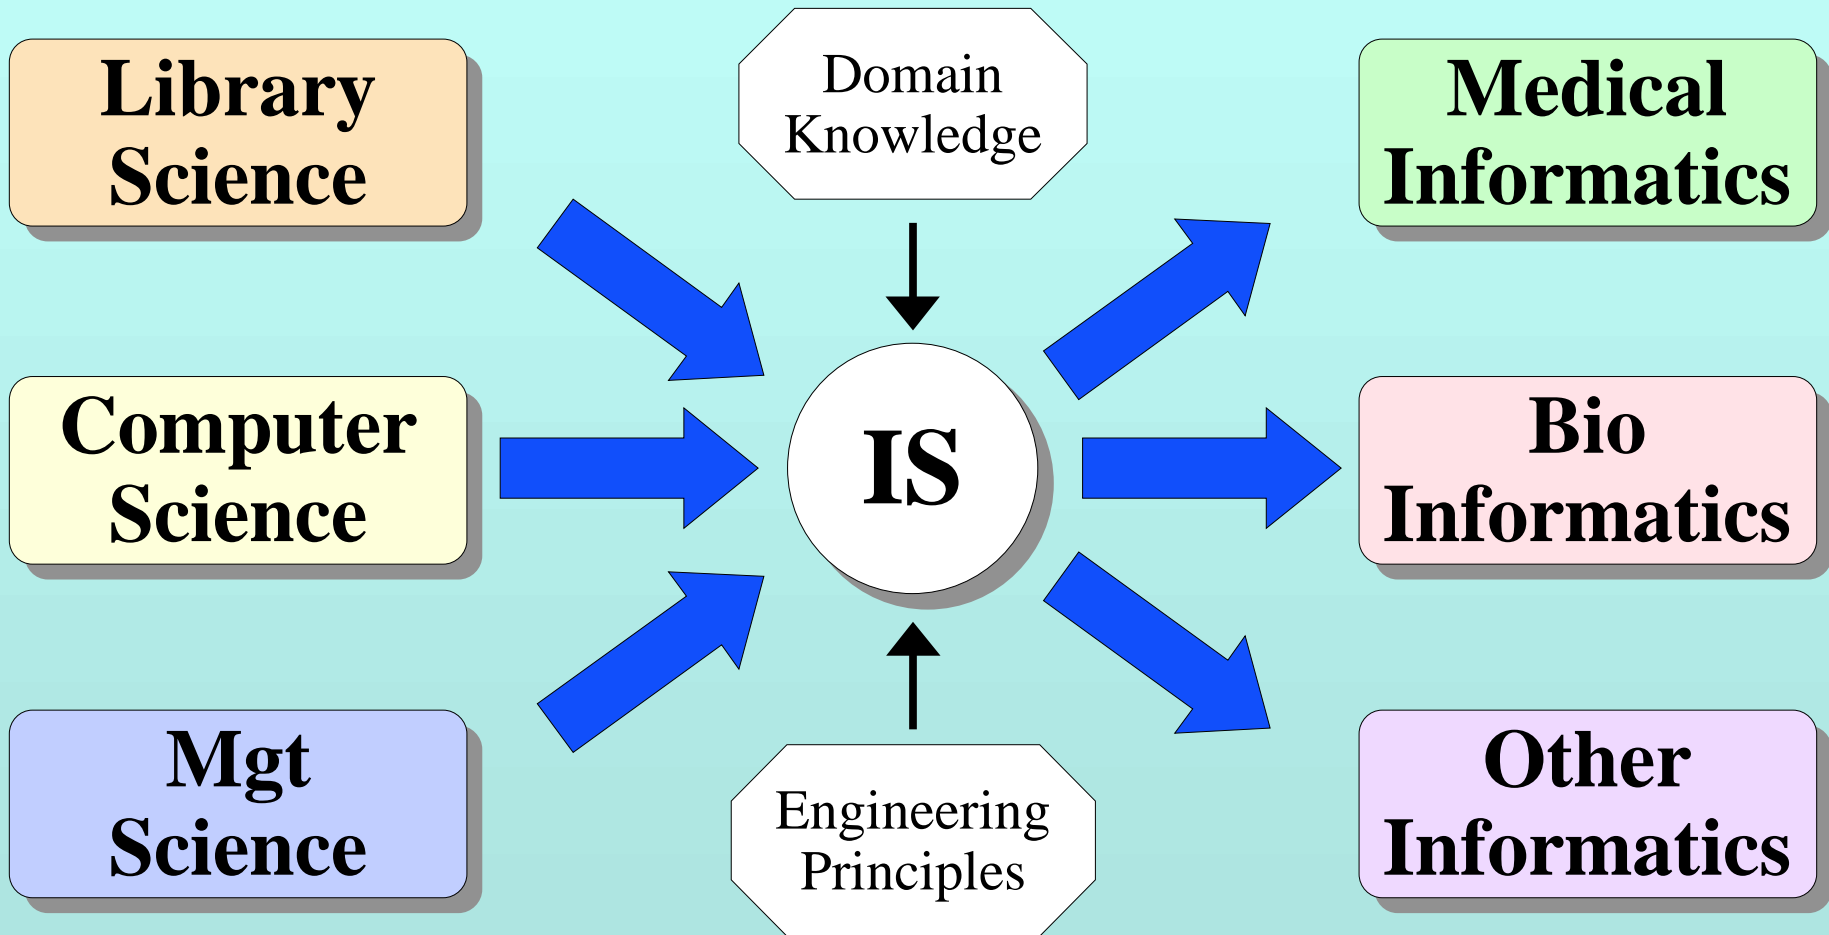 Library
Science
Domain
Knowledge
Medical
Informatics
Computer
Science
IS
Bio
Informatics
Mgt
Science
Engineering
Principles
Other
Informatics